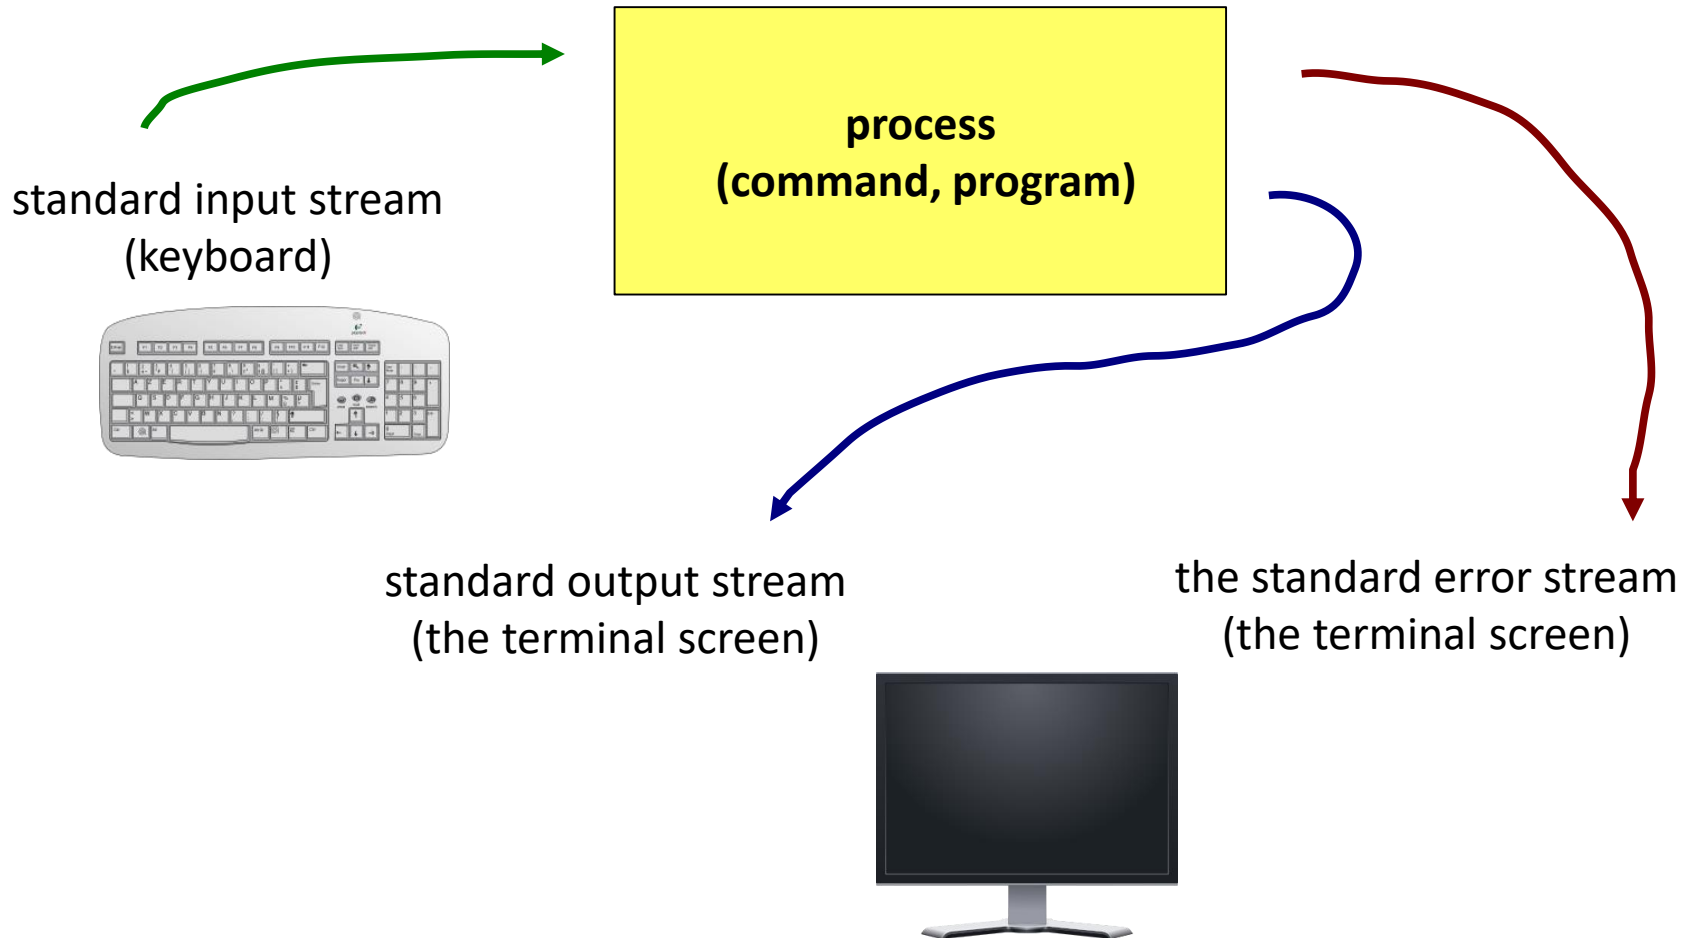 process
(command, program)
standard input stream
(keyboard)
standard output stream
(the terminal screen)
the standard error stream
(the terminal screen)